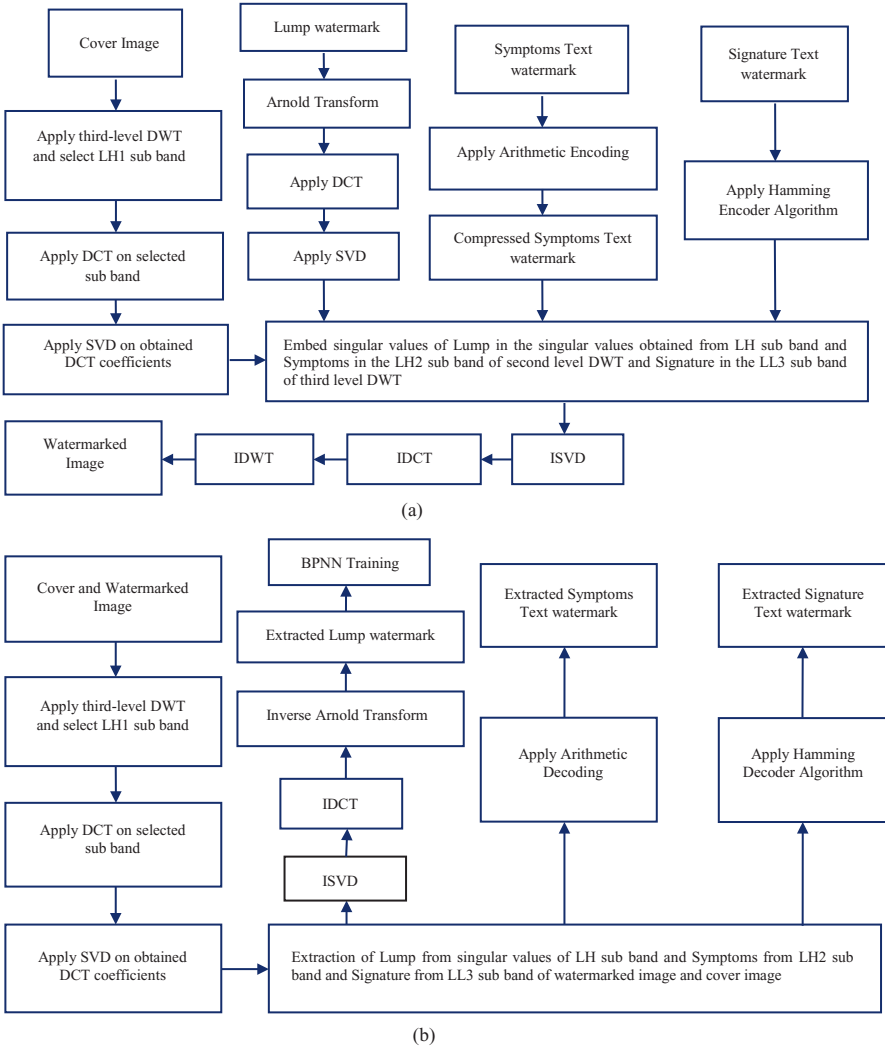 Cover Image
Lump watermark
Symptoms Text
watermark
Signature Text
watermark
Apply third-level DWT
and select LH1 sub band
Arnold Transform
Apply Arithmetic Encoding
Apply DCT
Apply Hamming
Encoder Algorithm
Apply DCT on selected
sub band
Apply SVD
Compressed Symptoms Text
watermark
Apply SVD on obtained
DCT coefficients
Embed singular values of Lump in the singular values obtained from LH sub band and
Symptoms in the LH2 sub band of second level DWT and Signature in the LL3 sub band
of third level DWT
Watermarked
Image
IDWT
IDCT
ISVD
(a)
Cover and Watermarked
Image
BPNN Training
Extracted Symptoms
Text watermark
Extracted Signature
Text watermark
Extracted Lump watermark
Apply third-level DWT
and select LH1 sub band
Inverse Arnold Transform
Apply Arithmetic
Decoding
Apply Hamming
Decoder Algorithm
IDCT
Apply DCT on selected
sub band
ISVD
Apply SVD on obtained
DCT coefficients
Extraction of Lump from singular values of LH sub band and Symptoms from LH2 sub
band and Signature from LL3 sub band of watermarked image and cover image
(b)